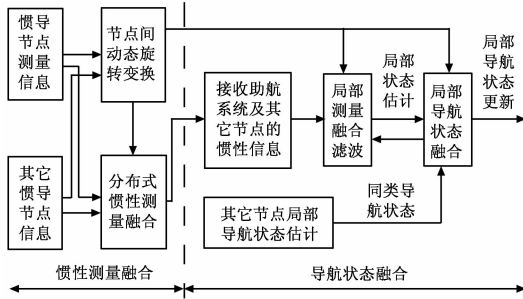 惯导
节点
测量
信息
节点间
动态旋
转变换
其它
惯导
节点
信息
分布式
惯性测
量融合
接收助航
系统及其
它节点的
惯性信息
局部
测量
融合
滤波
局部
状态
估计
局部
导航
状态
融合
局部
导航
状态
更新
同类导
航状态
其它节点局部
导航状态估计
惯性测量融合
导航状态融合